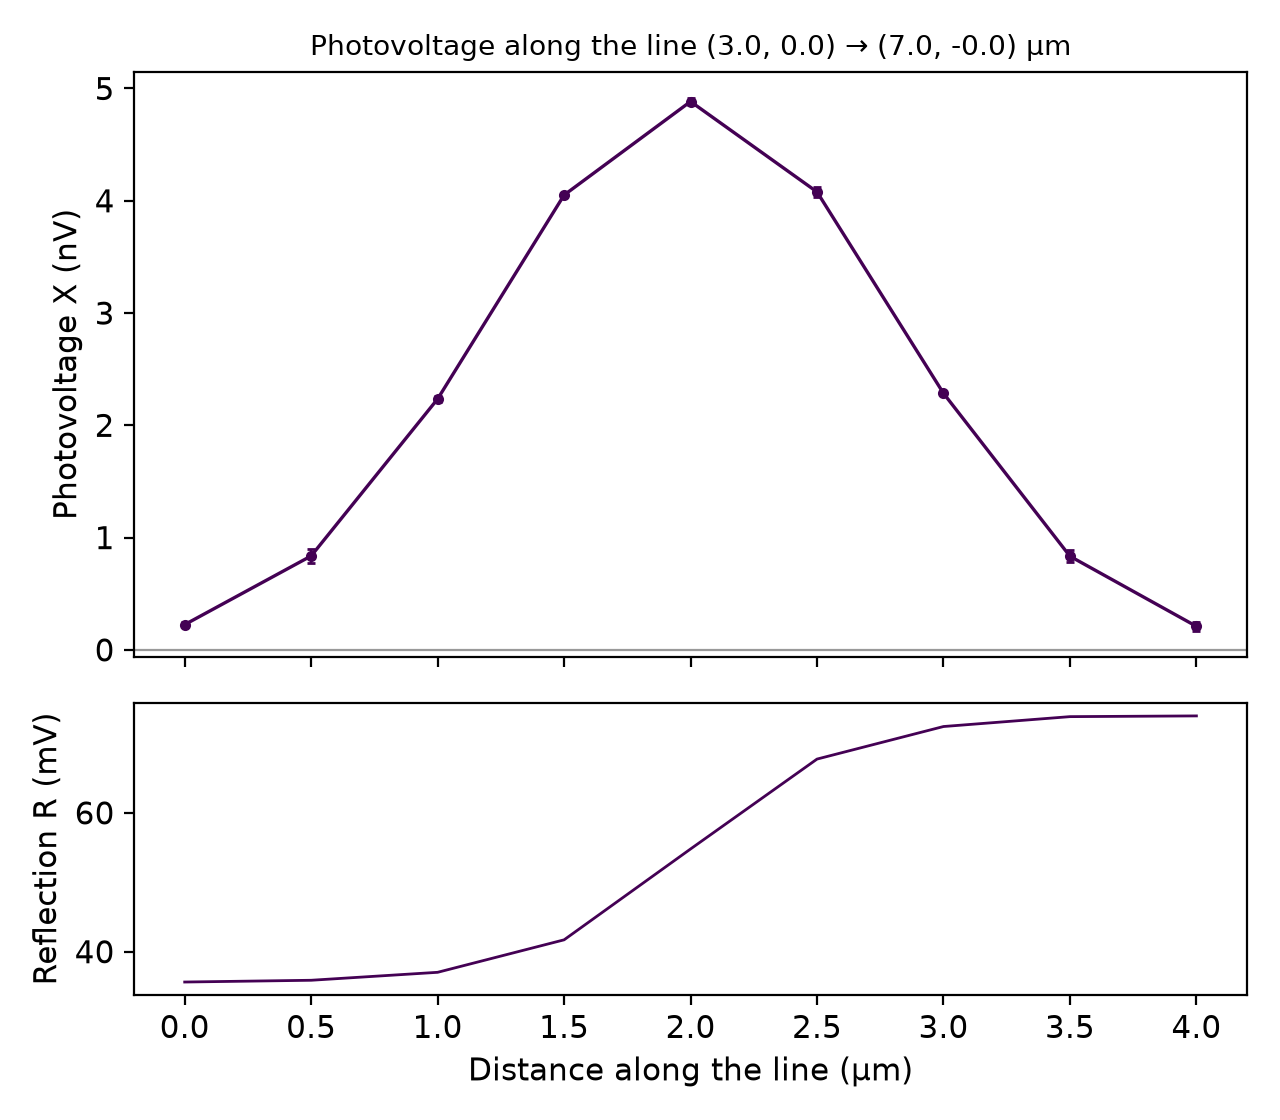 Photovoltage along the line (3.0, 0.0) → (7.0, -0.0) µm
Photovoltage X (nV)
5
4
3
2
1
0
Reflection R (mV)
60
40
0.0 0.5 1.0 1.5 2.0 2.5 3.0 3.5 4.0
Distance along the line (µm)